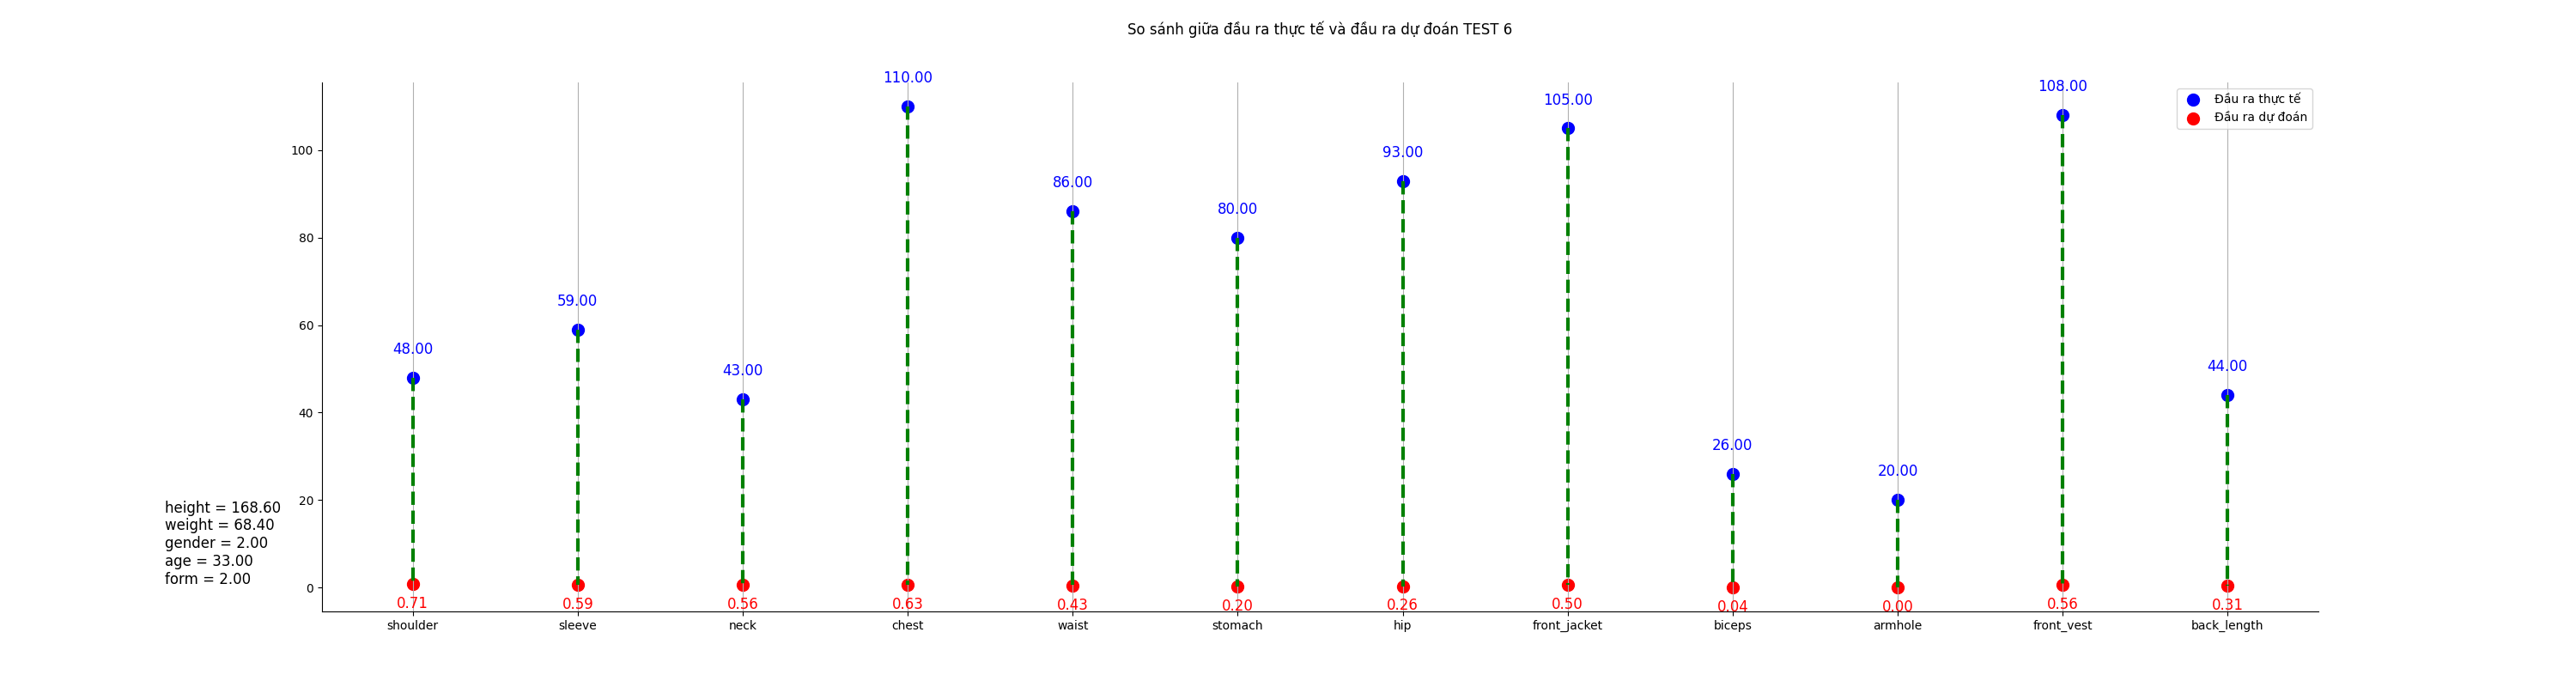 So sánh giữa đầu ra thực tế và đầu ra dự đoán TEST 6
110.00
108.00
105.00
93.00
86.00
80.00
59.00
48.00
43.00
44.00
26.00
20.00
Đầu ra thực tế
Đầu ra dự đoán
100
80
60
40
20
0
height = 168.60
weight = 68.40
gender = 2.00
age = 33.00
form = 2.00
0.71 0.59 0.56 0.63 0.43 0.20 0.26 0.50 0.04 0.00 0.56 0.31
shoulder sleeve neck chest waist stomach hip front_jacket biceps armhole front_vest back_length